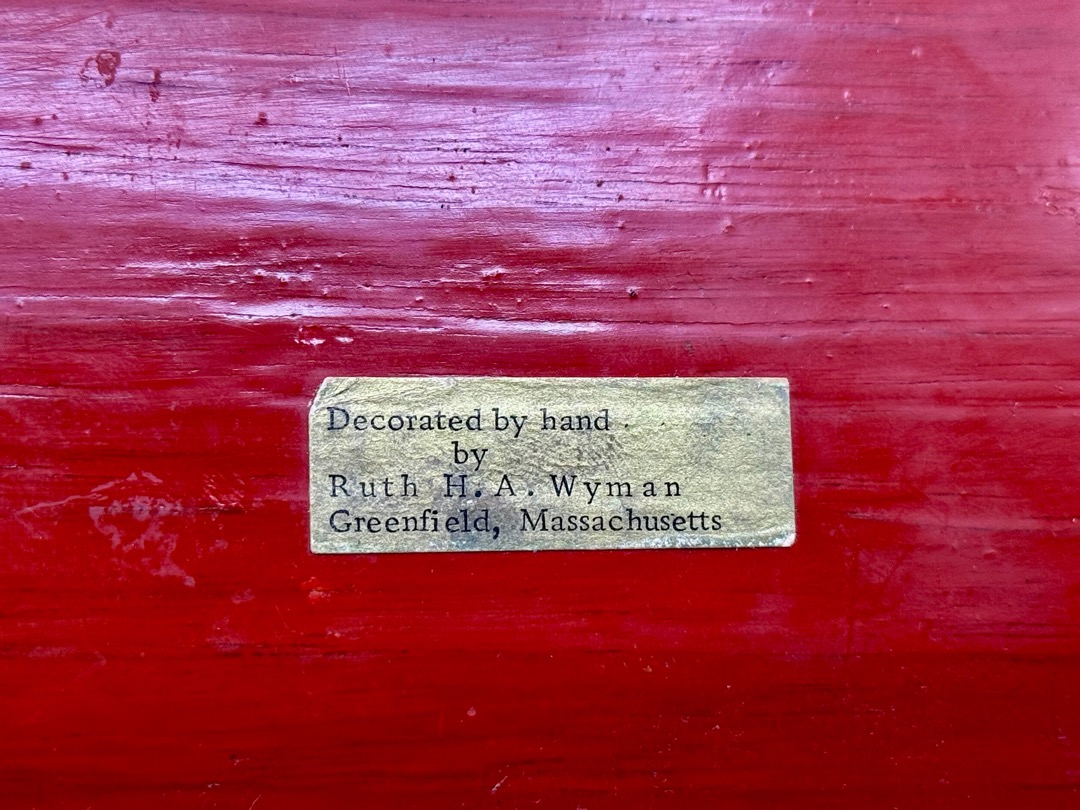 Decorated by hand
by
Ruth H. A. Wyman
Greenfield, Massachusetts